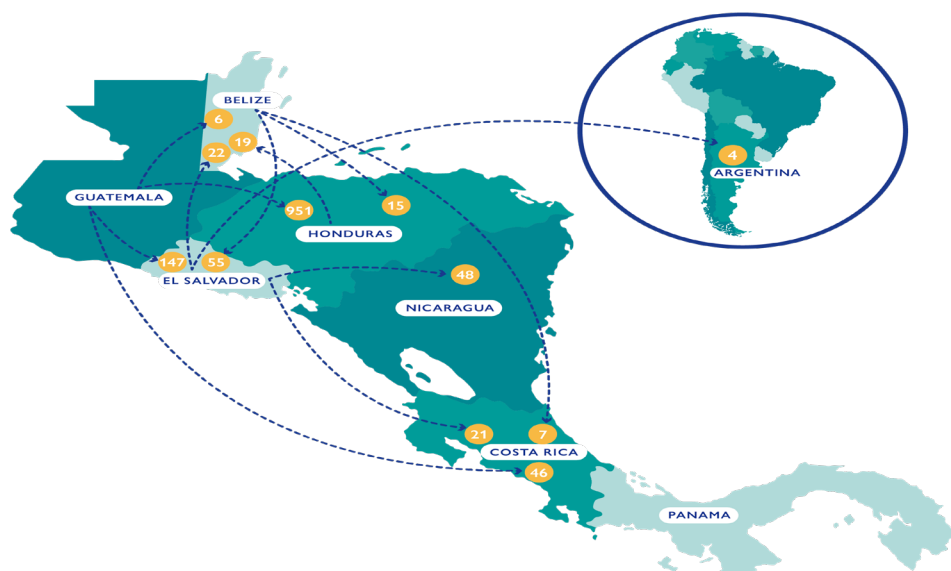 BELIZE
6
19
22
4
ARGENTINA
GUATEMALA
951
15
HONDURAS
147
55
EL SALVADOR
48
NICARAGUA
21
7
COSTA RICA
46
PANAMA